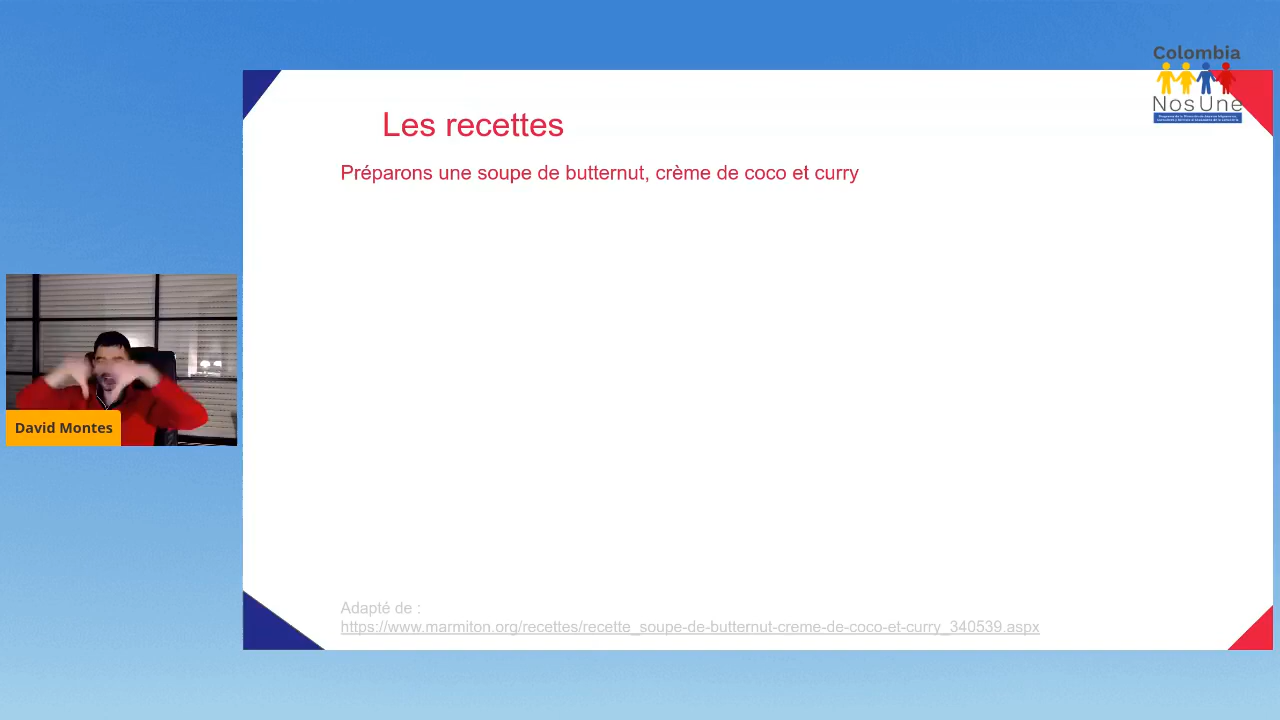 Colombia
Nos Une
Les recettes
Préparons une soupe de butternut, crème de coco et curry
David Montes
Adapté de :
https://www.marmiton.org/recettes/recette_soupe-de-butternut-creme-de-coco-et-curry_340539.aspx